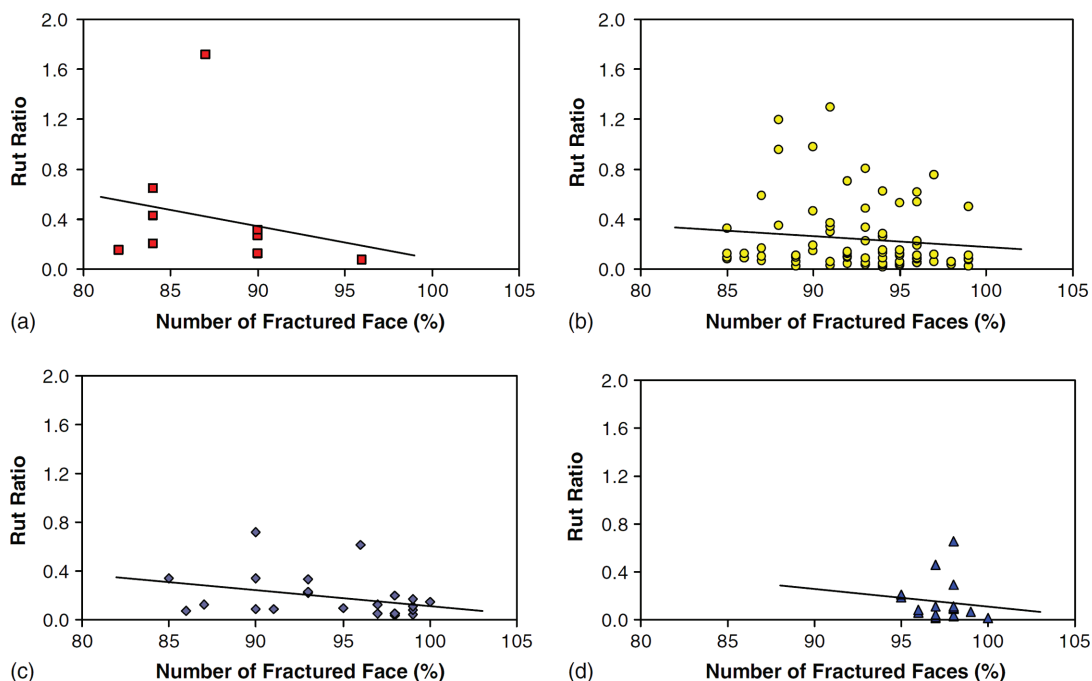 2.0
1.6
1.2
0.8
0.4
0.0
Rut Ratio
80 85 90 95 100 105
(a) Number of Fractured Face (%)
2.0
1.6
1.2
0.8
0.4
0.0
Rut Ratio
80 85 90 95 100 105
(b) Number of Fractured Faces (%)
2.0
1.6
1.2
0.8
0.4
0.0
Rut Ratio
80 85 90 95 100 105
(c) Number of Fractured Face (%)
2.0
1.6
1.2
0.8
0.4
0.0
Rut Ratio
80 85 90 95 100 105
(d) Number of Fractured Faces (%)